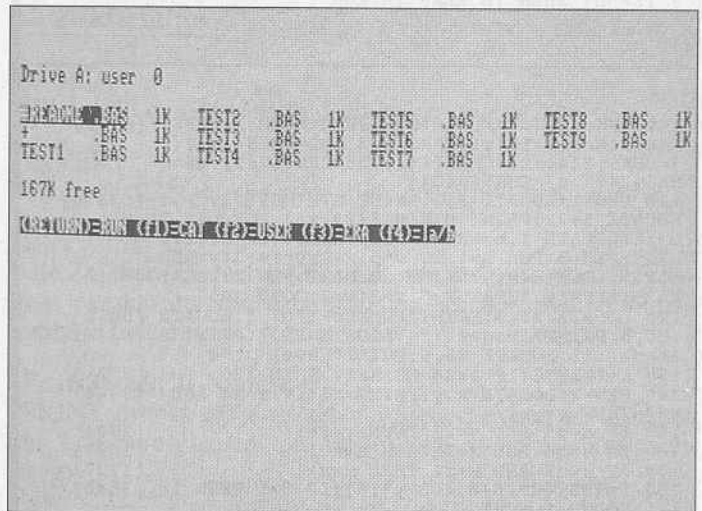 Drive A: user 0
=README'.BAS 1K TEST2 .BAS 1K TEST5 .BAS 1K TEST8 .BAS 1K
+ .BAS 1K TEST3 .BAS 1K TEST6 .BAS 1K TEST9 .BAS 1K
TEST1 .BAS 1K TEST4 .BAS 1K TEST7 .BAS 1K
167K free
(RETURN)=RUN (f1)=CAT (f2)=USER (f3)=ERA (f4)=|a/b